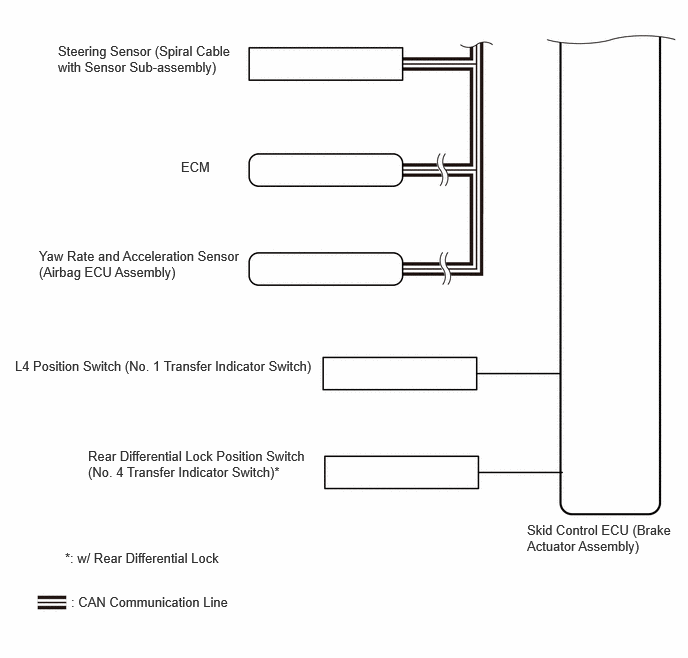 Steering Sensor (Spiral Cable
with Sensor Sub-assembly)
ECM
Yaw Rate and Acceleration Sensor
(Airbag ECU Assembly)
L4 Position Switch (No. 1 Transfer Indicator Switch)
Rear Differential Lock Position Switch
(No. 4 Transfer Indicator Switch)*
Skid Control ECU (Brake
Actuator Assembly)
*: w/ Rear Differential Lock
: CAN Communication Line